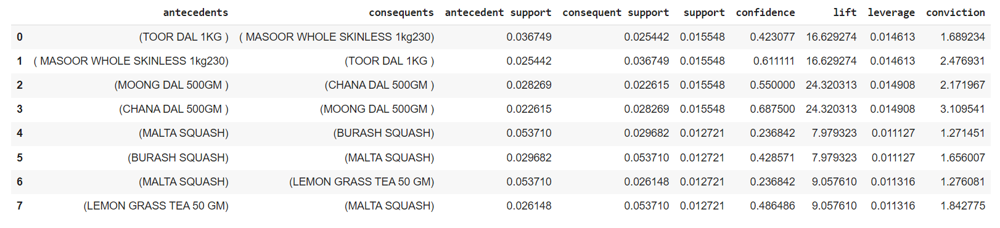 antecedents consequents antecedent support consequent support support confidence lift leverage conviction
0 (TOOR DAL 1KG ) ( MASOOR WHOLE SKINLESS 1kg230) 0.036749 0.025442 0.015548 0.423077 16.629274 0.014613 1.689234
1 ( MASOOR WHOLE SKINLESS 1kg230) (TOOR DAL 1KG ) 0.025442 0.036749 0.015548 0.611111 16.629274 0.014613 2.476931
2 (MOONG DAL 500GM ) (CHANA DAL 500GM ) 0.028269 0.022615 0.015548 0.550000 24.320313 0.014908 2.171967
3 (CHANA DAL 500GM ) (MOONG DAL 500GM ) 0.022615 0.028269 0.015548 0.687500 24.320313 0.014908 3.109541
4 (MALTA SQUASH) (BURASH SQUASH) 0.053710 0.029682 0.012721 0.236842 7.979323 0.011127 1.271451
5 (BURASH SQUASH) (MALTA SQUASH) 0.029682 0.053710 0.012721 0.428571 7.979323 0.011127 1.656007
6 (MALTA SQUASH) (LEMON GRASS TEA 50 GM) 0.053710 0.026148 0.012721 0.236842 9.057610 0.011316 1.276081
7 (LEMON GRASS TEA 50 GM) (MALTA SQUASH) 0.026148 0.053710 0.012721 0.486486 9.057610 0.011316 1.842775